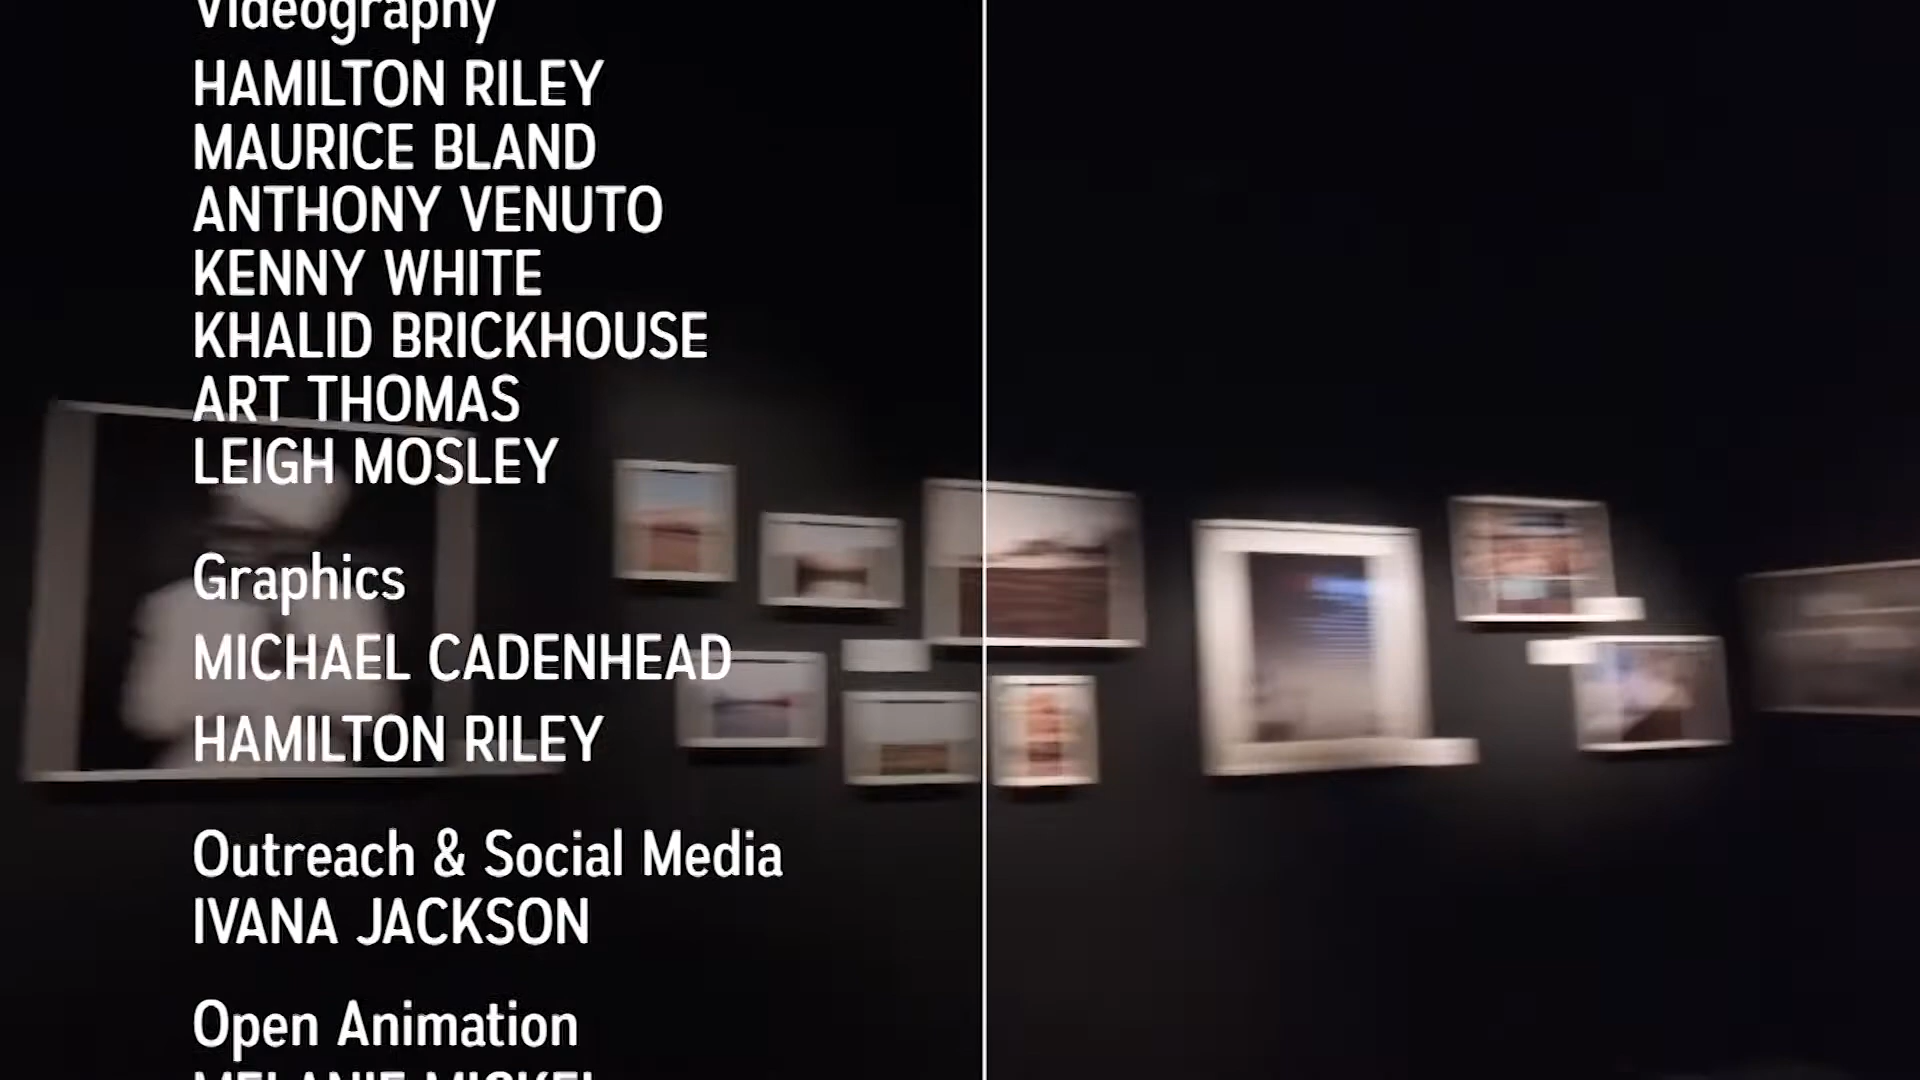 Videography
HAMILTON RILEY
MAURICE BLAND
ANTHONY VENUTO
KENNY WHITE
KHALID BRICKHOUSE
ART THOMAS
LEIGH MOSLEY
Graphics
MICHAEL CADENHEAD
HAMILTON RILEY
Outreach & Social Media
IVANA JACKSON
Open Animation